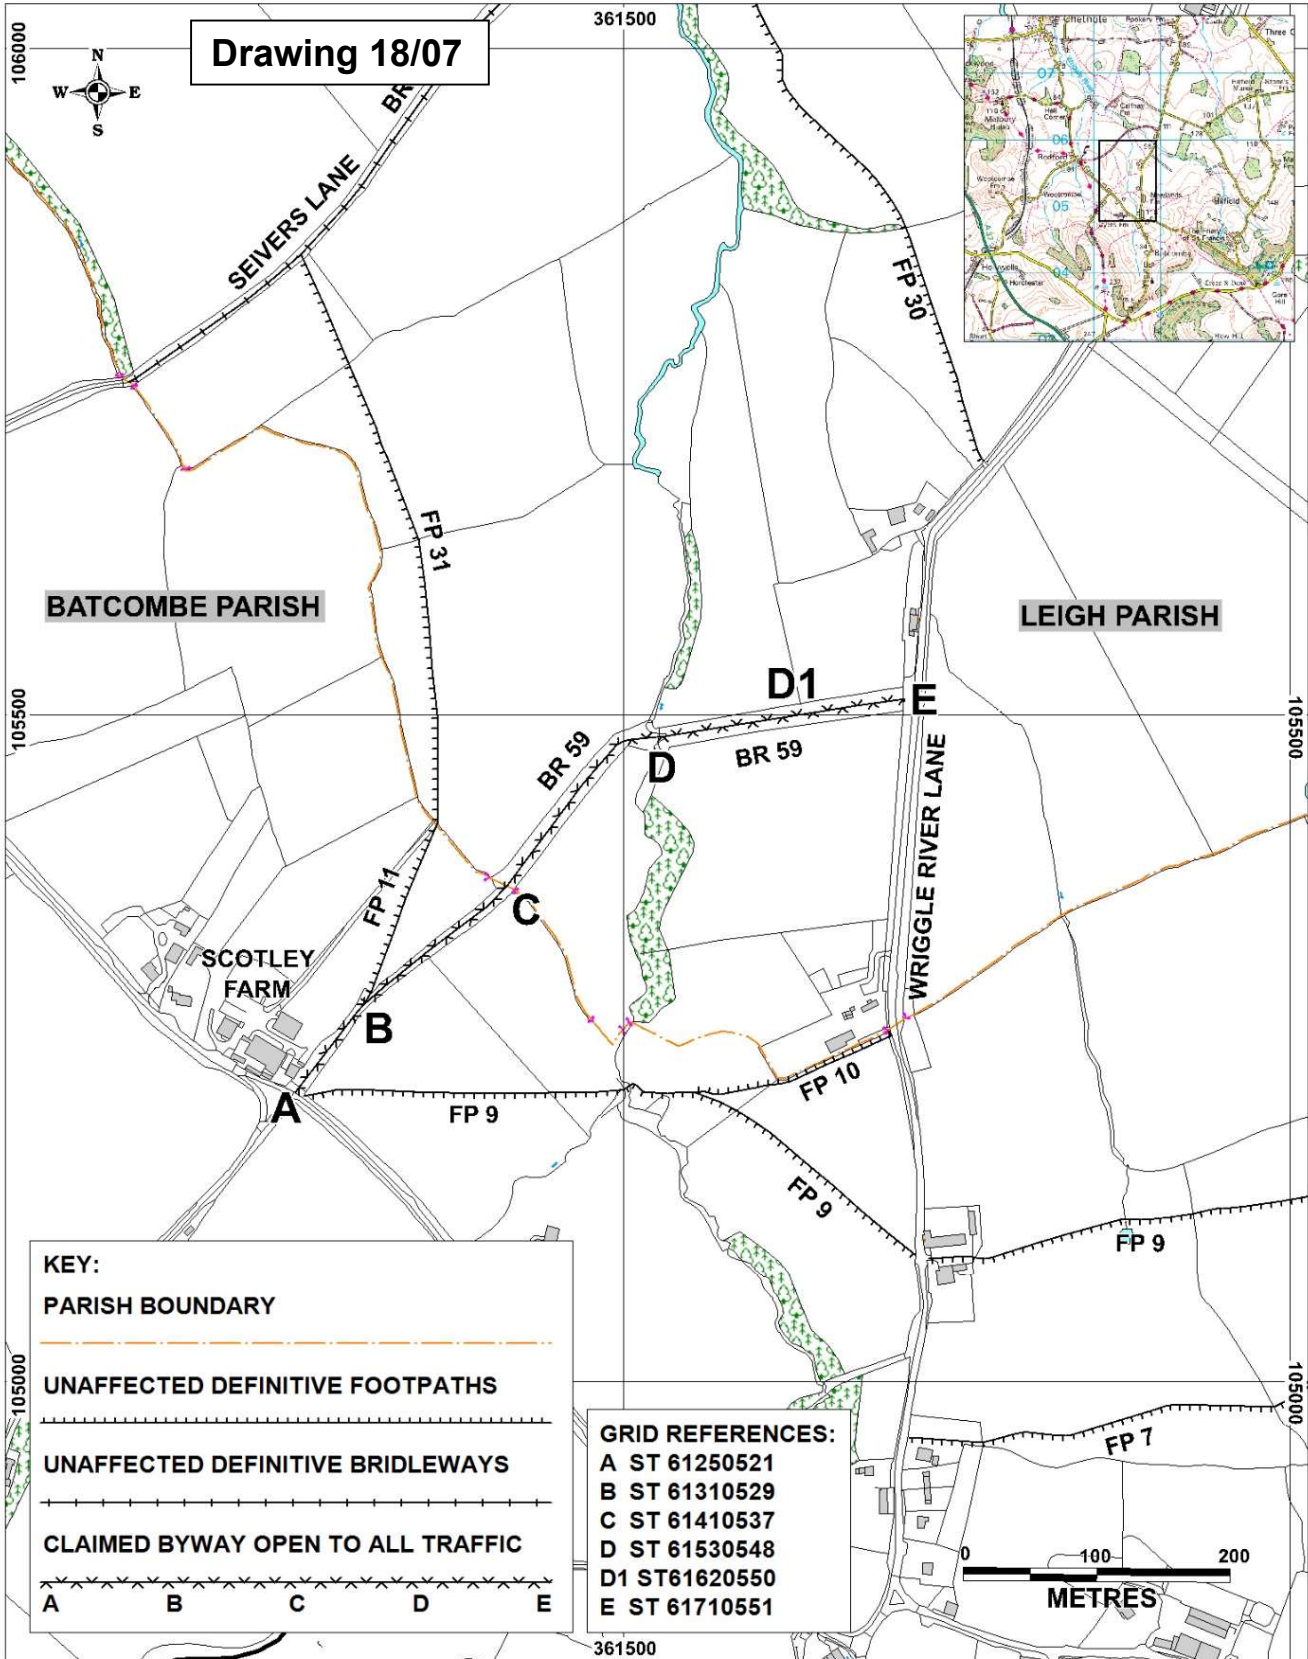 361500
106000
Drawing 18/07
N
W E
S
BR
SEIVERS LANE
FP 30
FP 31
BATCOMBE PARISH
LEIGH PARISH
D1
E
105500
105500
BR 59
D
BR 59
WRIGGLE RIVER LANE
FP 11
C
SCOTLEY
FARM
B
A
FP 9
FP 10
FP 9
FP 9
KEY:
PARISH BOUNDARY
UNAFFECTED DEFINITIVE FOOTPATHS
UNAFFECTED DEFINITIVE BRIDLEWAYS
CLAIMED BYWAY OPEN TO ALL TRAFFIC
A B C D E
105000
105000
GRID REFERENCES:
A ST 61250521
B ST 61310529
C ST 61410537
D ST 61530548
D1 ST61620550
E ST 61710551
FP 7
0 100 200
METRES
361500